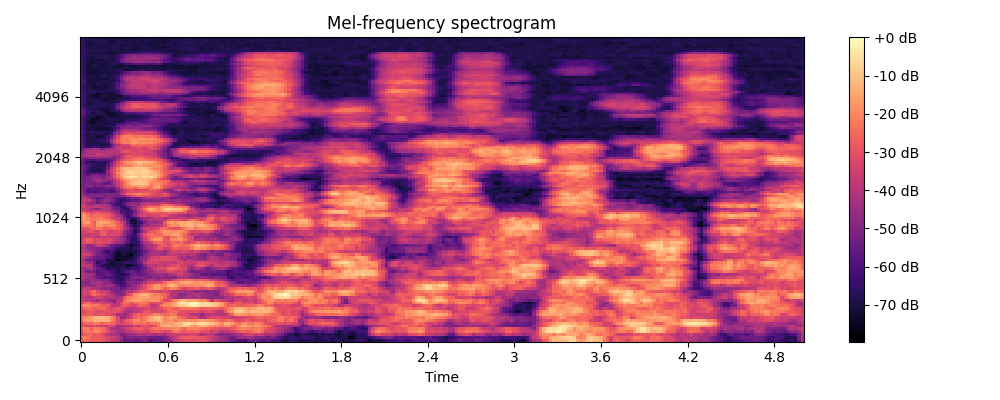 Mel-frequency spectrogram
Hz
4096
2048
1024
512
0
0 0.6 1.2 1.8 2.4 3 3.6 4.2 4.8
Time
+0 dB
-10 dB
-20 dB
-30 dB
-40 dB
-50 dB
-60 dB
-70 dB